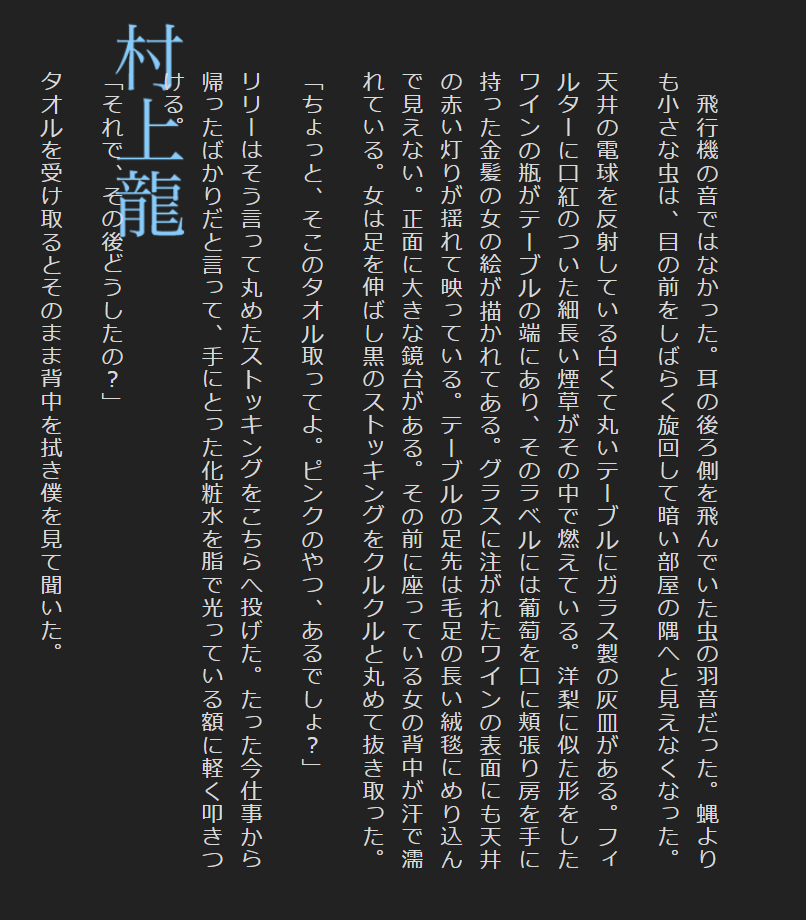 飛行機の音ではなかった。耳の後ろ側を飛んでいた虫の羽音だった。蝿より
も小さな虫は、目の前をしばらく旋回して暗い部屋の隅へと見えなくなった。
天井の電球を反射している白くて丸いテーブルにガラス製の灰皿がある。フィ
ルターに口紅のついた細長い煙草がその中で燃えている。洋梨に似た形をした
ワインの瓶がテーブルの端にあり、そのラベルには葡萄を口に頬張り房を手に
持った金髪の女の絵が描かれてある。グラスに注がれたワインの表面にも天井
の赤い灯りが揺れて映っている。テーブルの足先は毛足の長い絨毯にめり込ん
で見えない。正面に大きな鏡台がある。その前に座っている女の背中が汗で濡
れている。女は足を伸ばし黒のストッキングをクルクルと丸めて抜き取った。
「ちょっと、そこのタオル取ってよ。ピンクのやつ、あるでしょ？」
リリーはそう言って丸めたストッキングをこちらへ投げた。たった今仕事から
帰ったばかりだと言って、手にとった化粧水を脂で光っている額に軽く叩きつ
ける。
村上龍
「それで、その後どうしたの？」
タオルを受け取るとそのまま背中を拭き僕を見て聞いた。